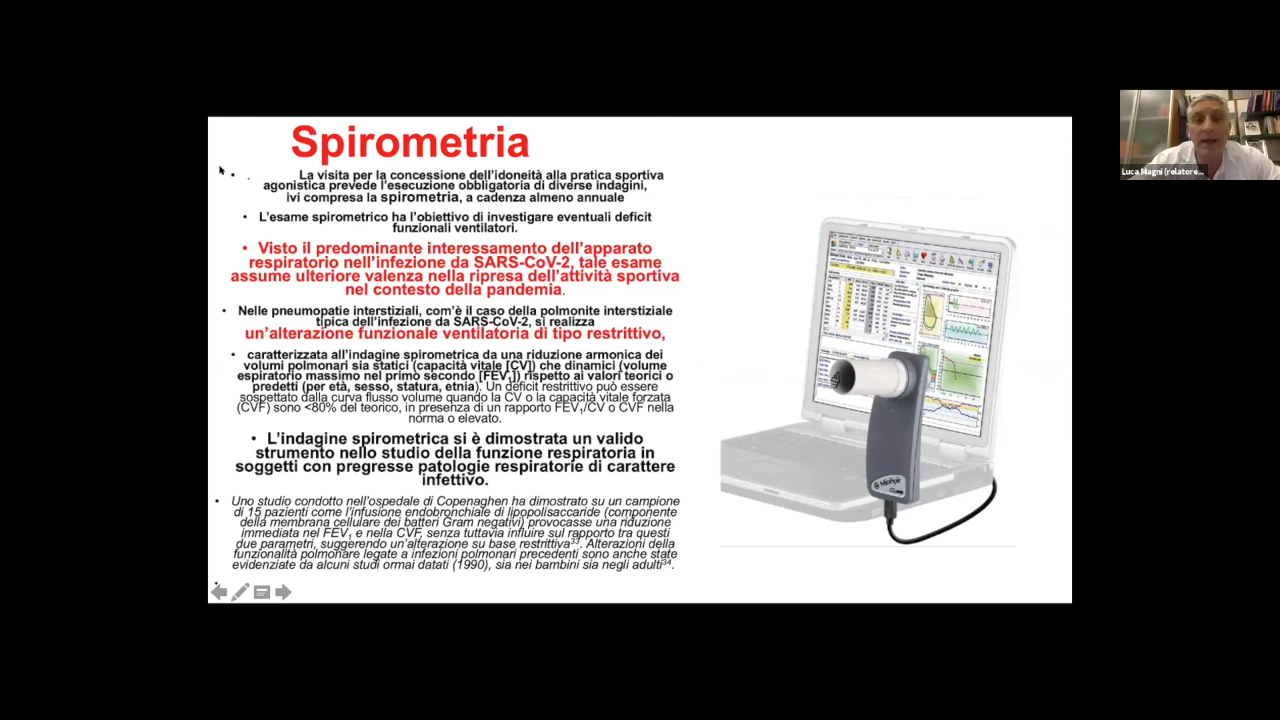 Spirometria
• . La visita per la concessione dell'idoneità alla pratica sportiva
agonistica prevede l'esecuzione obbligatoria di diverse indagini,
ivi compresa la spirometria, a cadenza almeno annuale
• L'esame spirometrico ha l'obiettivo di investigare eventuali deficit
funzionali ventilatori.
• Visto il predominante interessamento dell'apparato
respiratorio nell'infezione da SARS-CoV-2, tale esame
assume ulteriore valenza nella ripresa dell'attività sportiva
nel contesto della pandemia.
• Nelle pneumopatie interstiziali, com'è il caso della polmonite interstiziale
tipica dell'infezione da SARS-CoV-2, si realizza
un'alterazione funzionale ventilatoria di tipo restrittivo,
• caratterizzata all'indagine spirometrica da una riduzione armonica dei
volumi polmonari sia statici (capacità vitale [CV]) che dinamici (volume
espiratorio massimo nel primo secondo [FEV₁]) rispetto ai valori teorici o
predetti (per età, sesso, statura, etnia). Un deficit restrittivo può essere
sospettato dalla curva flusso volume quando la CV o la capacità vitale forzata
(CVF) sono <80% del teorico, in presenza di un rapporto FEV₁/CV o CVF nella
norma o elevato.
• L'indagine spirometrica si è dimostrata un valido
strumento nello studio della funzione respiratoria in
soggetti con pregresse patologie respiratorie di carattere
infettivo.
• Uno studio condotto nell'ospedale di Copenaghen ha dimostrato su un campione
di 15 pazienti come l'infusione endobronchiale di lipopolisaccaride (componente
della membrana cellulare dei batteri Gram negativi) provocasse una riduzione
immediata nel FEV₁ e nella CVF, senza tuttavia influire sul rapporto tra questi
due parametri, suggerendo un'alterazione su base restrittiva³³. Alterazioni della
funzionalità polmonare legate a infezioni polmonari precedenti sono anche state
evidenziate da alcuni studi ormai datati (1990), sia nei bambini sia negli adulti³⁴.
•
MiniSpir
Luca Magni (relatore...